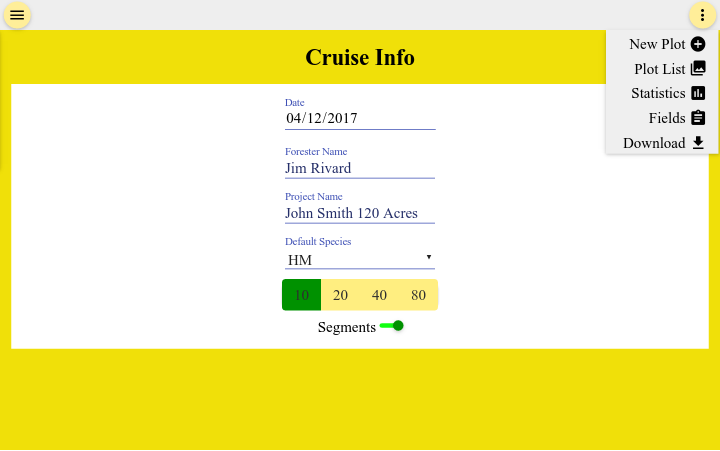 Cruise Info
New Plot
Plot List
Statistics
Fields
Download
Date
04/12/2017
Forester Name
Jim Rivard
Project Name
John Smith 120 Acres
Default Species
HM
10 20 40 80
Segments